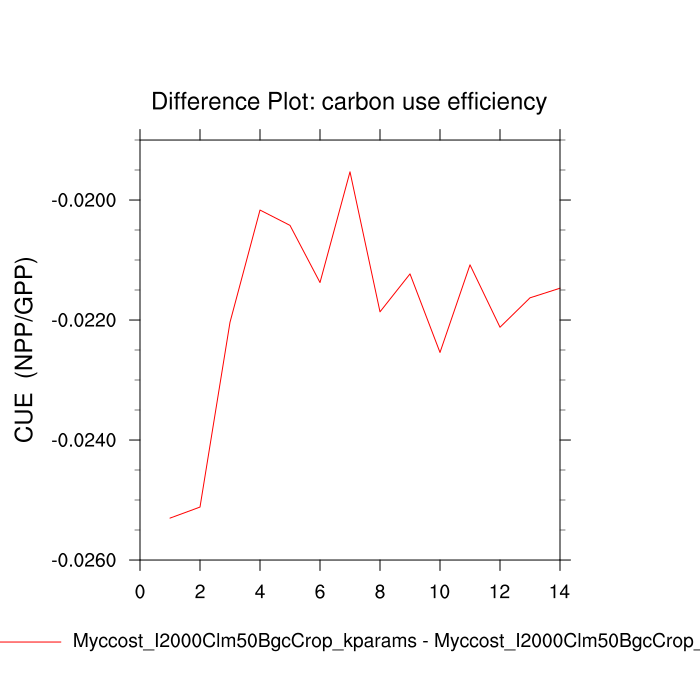 Difference Plot: carbon use efficiency
CUE (NPP/GPP)
-0.0200
-0.0220
-0.0240
-0.0260
0 2 4 6 8 10 12 14
Myccost_I2000Clm50BgcCrop_kparams - Myccost_I2000Clm50BgcCrop_